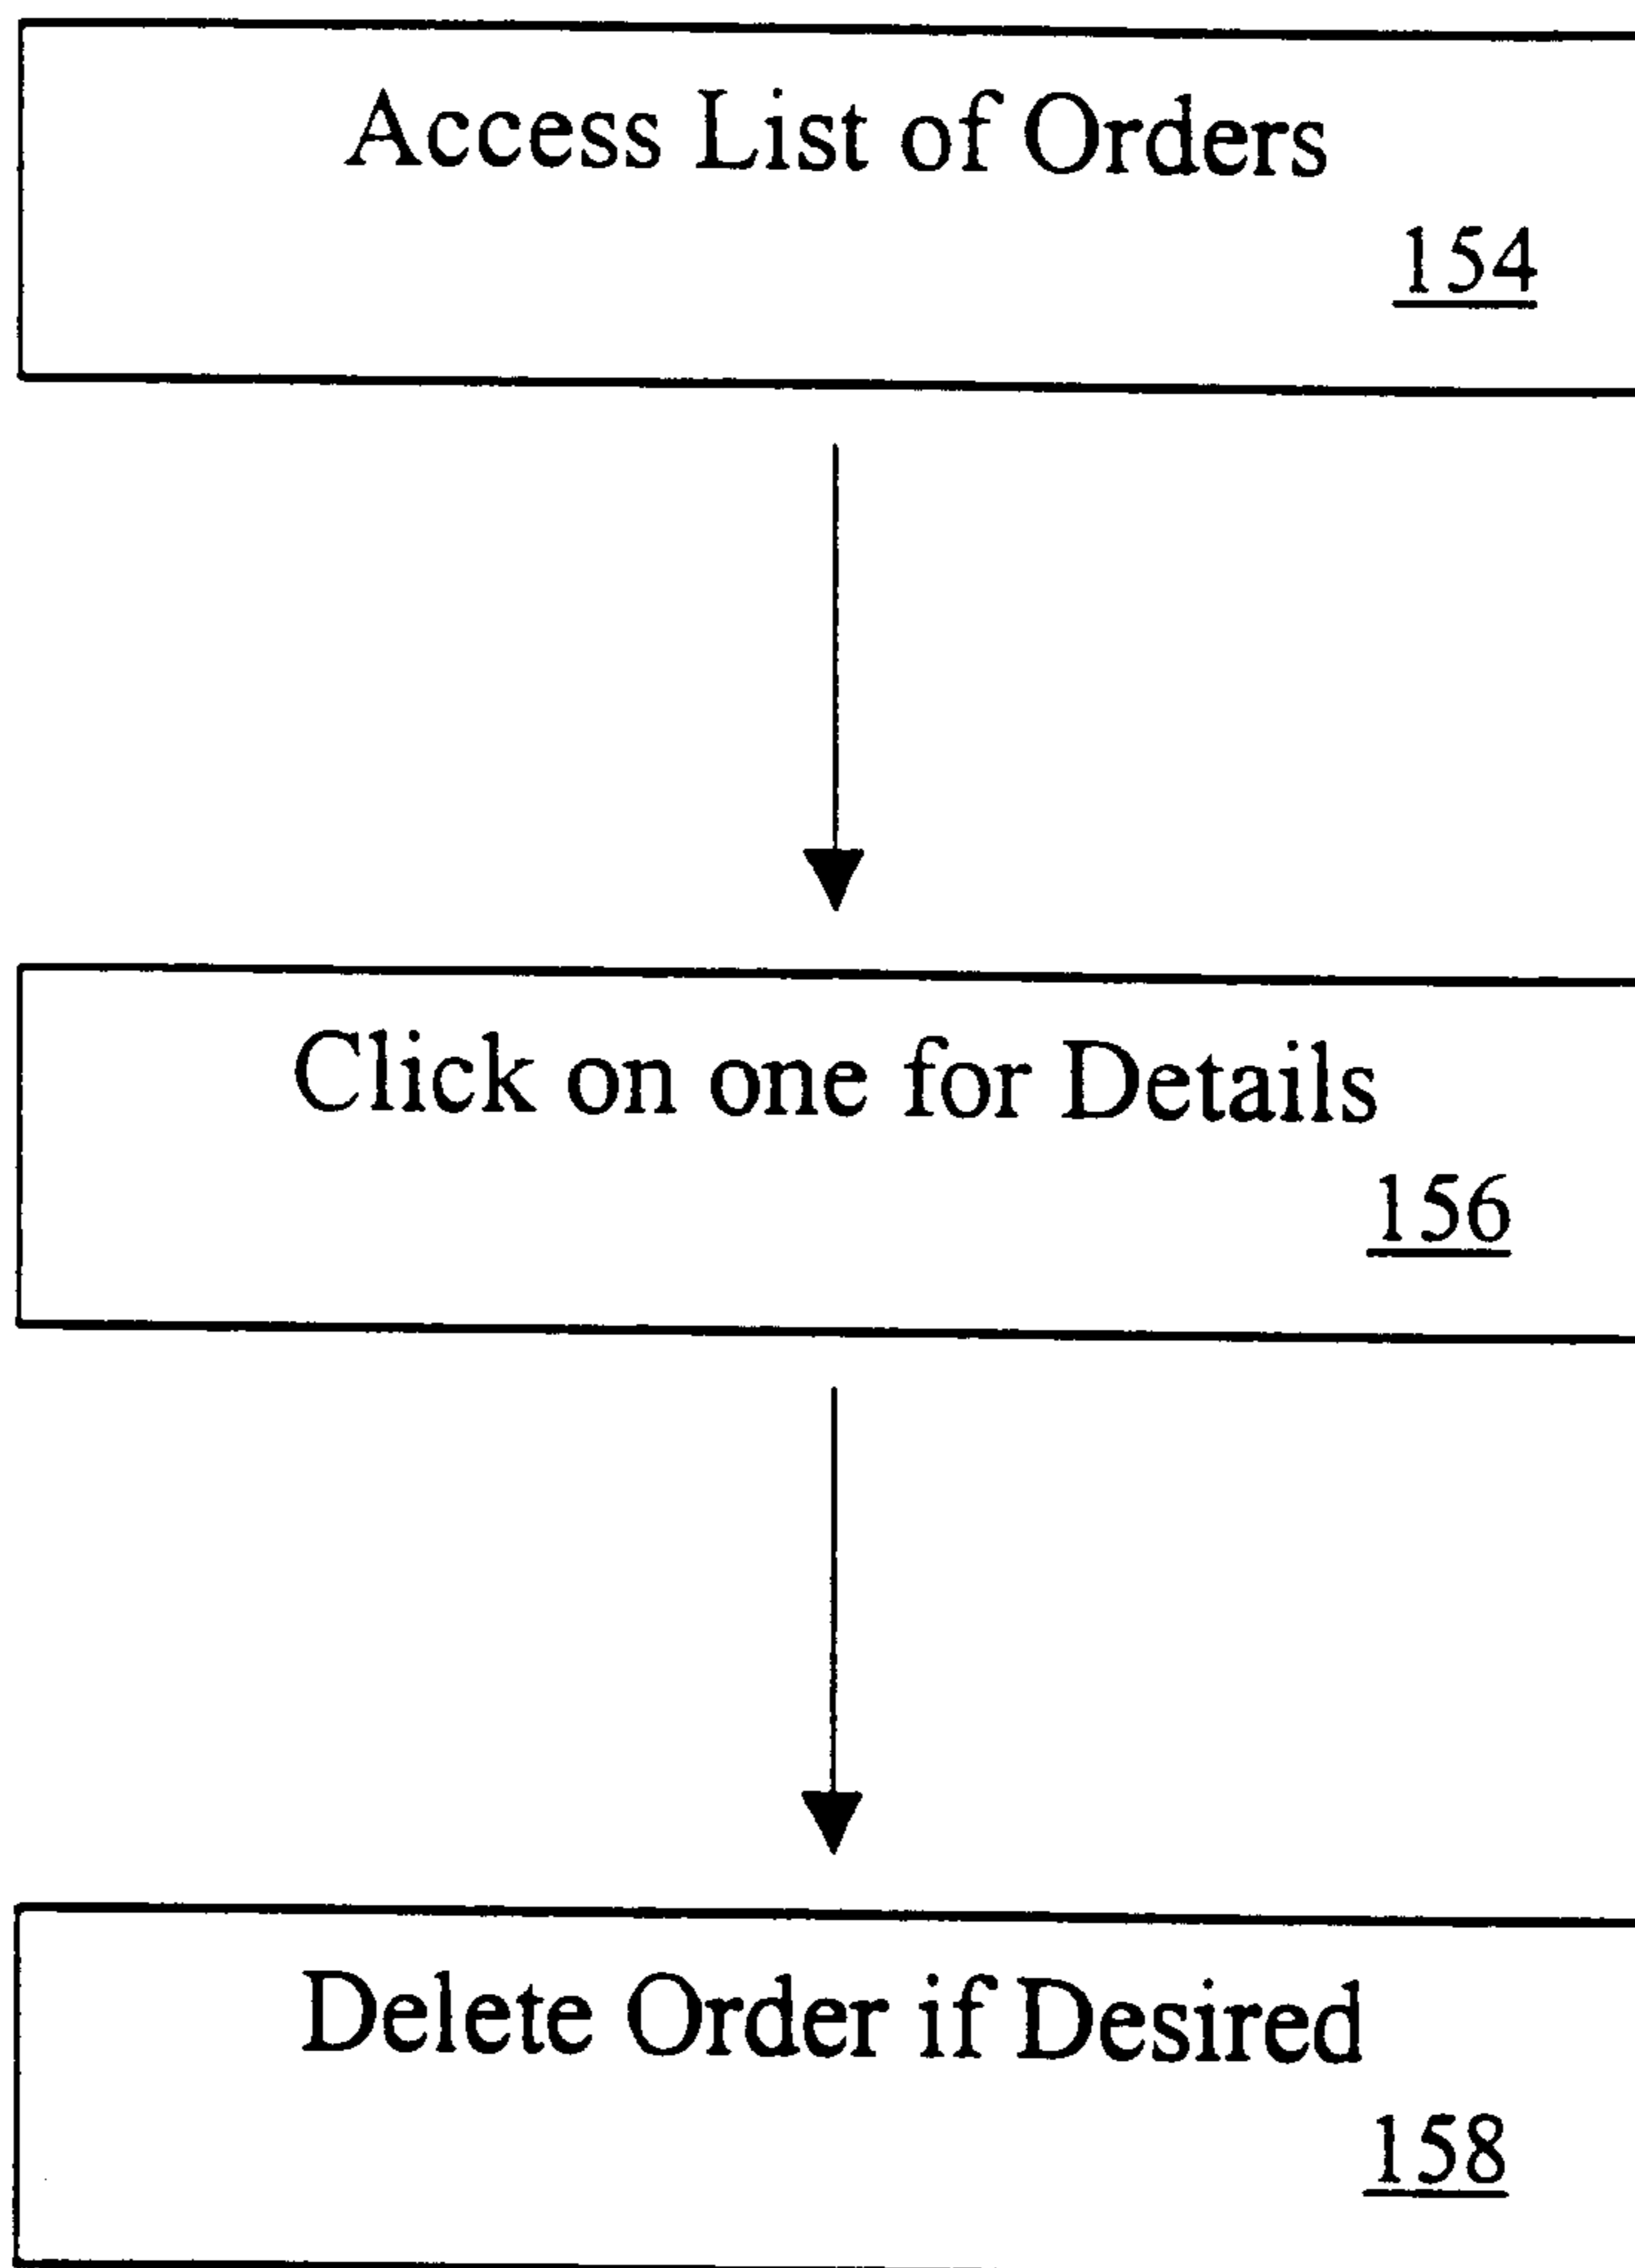 Access List of Orders
154
Click on one for Details
156
Delete Order if Desired
158